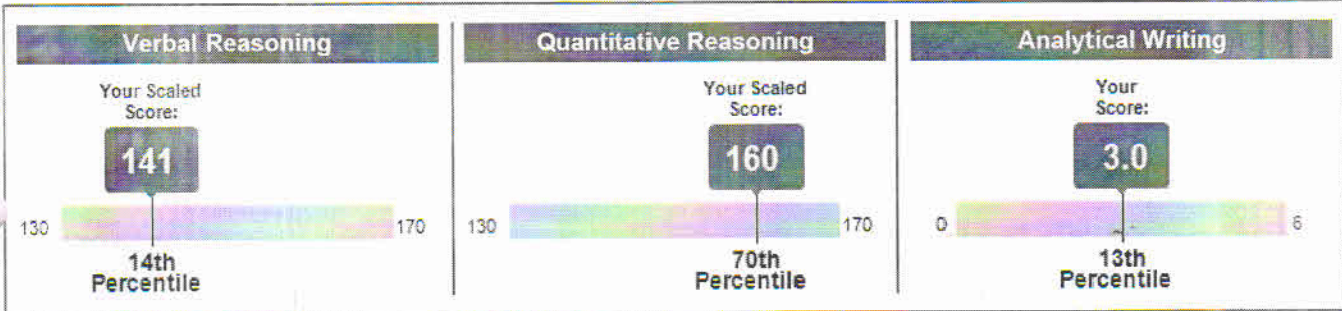 Verbal Reasoning
Your Scaled
Score:
141
130
170
14th
Percentile
Quantitative Reasoning
Your Scaled
Score:
160
130
170
70th
Percentile
Analytical Writing
Your
Score:
3.0
0
6
13th
Percentile